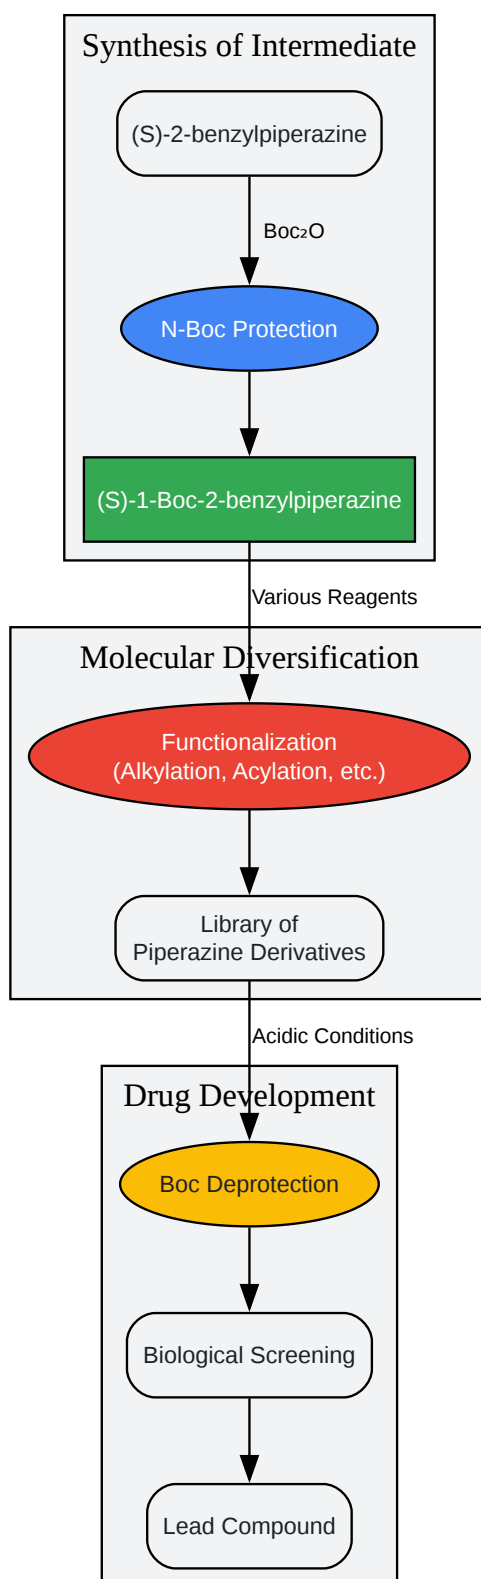 Synthesis of Intermediate
(S)-2-benzylpiperazine
Boc₂O
N-Boc Protection
(S)-1-Boc-2-benzylpiperazine
Various Reagents
Molecular Diversification
Functionalization
(Alkylation, Acylation, etc.)
Library of
Piperazine Derivatives
Acidic Conditions
Drug Development
Boc Deprotection
Biological Screening
Lead Compound